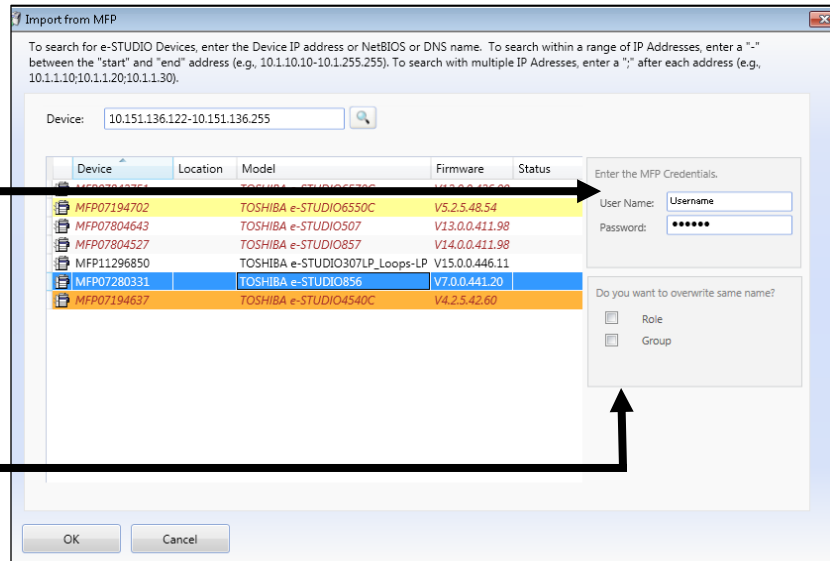 Import from MFP
To search for e-STUDIO Devices, enter the Device IP address or NetBIOS or DNS name. To search within a range of IP Addresses, enter a "-"
between the "start" and "end" address (e.g., 10.1.10.10-10.1.255.255). To search with multiple IP Adresses, enter a ";" after each address (e.g.,
10.1.1.10;10.1.1.20;10.1.1.30).
Device: 10.151.136.122-10.151.136.255
Device Location Model Firmware Status
MFP07194702 TOSHIBA e-STUDIO6550C V5.2.5.48.54
MFP07804643 TOSHIBA e-STUDIO507 V13.0.0.411.98
MFP07804527 TOSHIBA e-STUDIO857 V14.0.0.411.98
MFP11296850 TOSHIBA e-STUDIO307LP_Loops-LP V15.0.0.446.11
MFP07280331 TOSHIBA e-STUDIO856 V7.0.0.441.20
MFP07194637 TOSHIBA e-STUDIO4540C V4.2.5.42.60
Enter the MFP Credentials.
User Name: Username
Password: ••••••
Do you want to overwrite same name?
Role
Group
OK Cancel